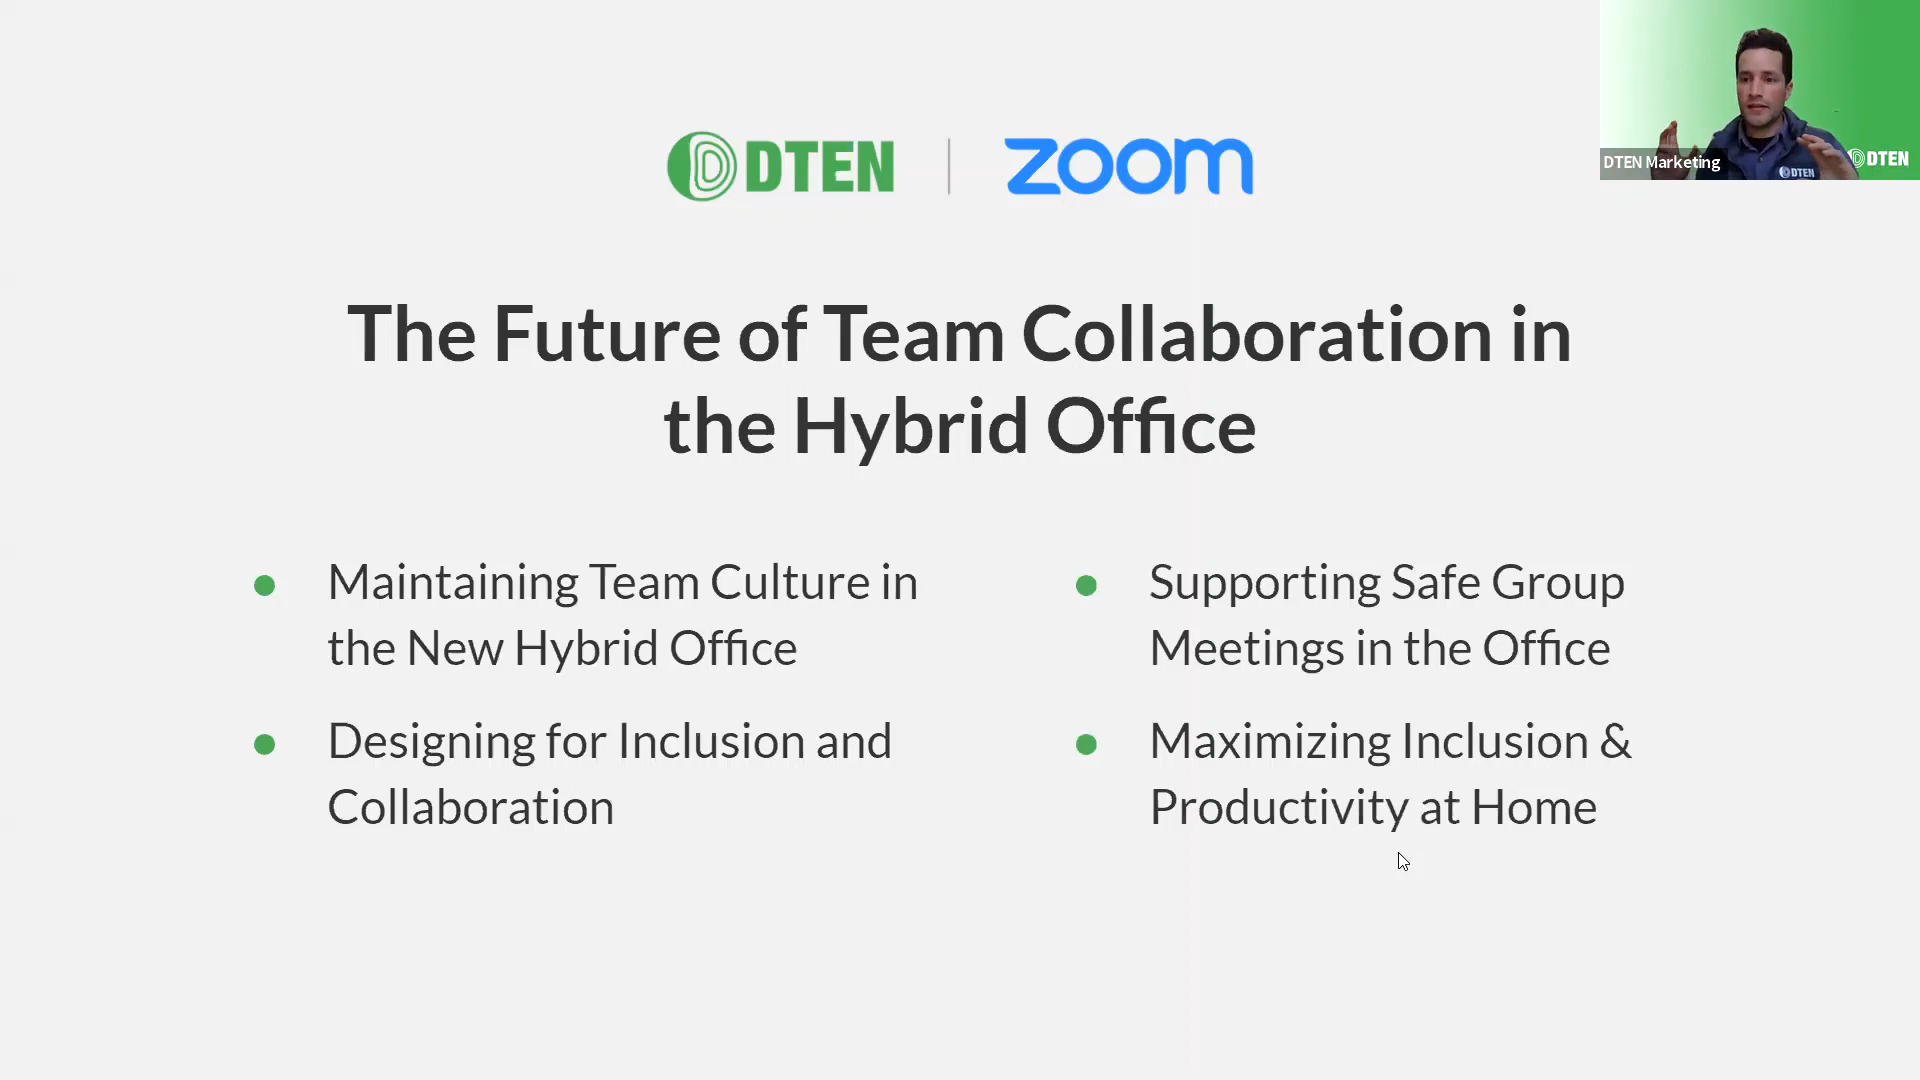 DTEN
zoom
The Future of Team Collaboration in
the Hybrid Office
Maintaining Team Culture in
the New Hybrid Office
Designing for Inclusion and
Collaboration
Supporting Safe Group
Meetings in the Office
Maximizing Inclusion &
Productivity at Home
DTEN Marketing
DTEN
DTEN